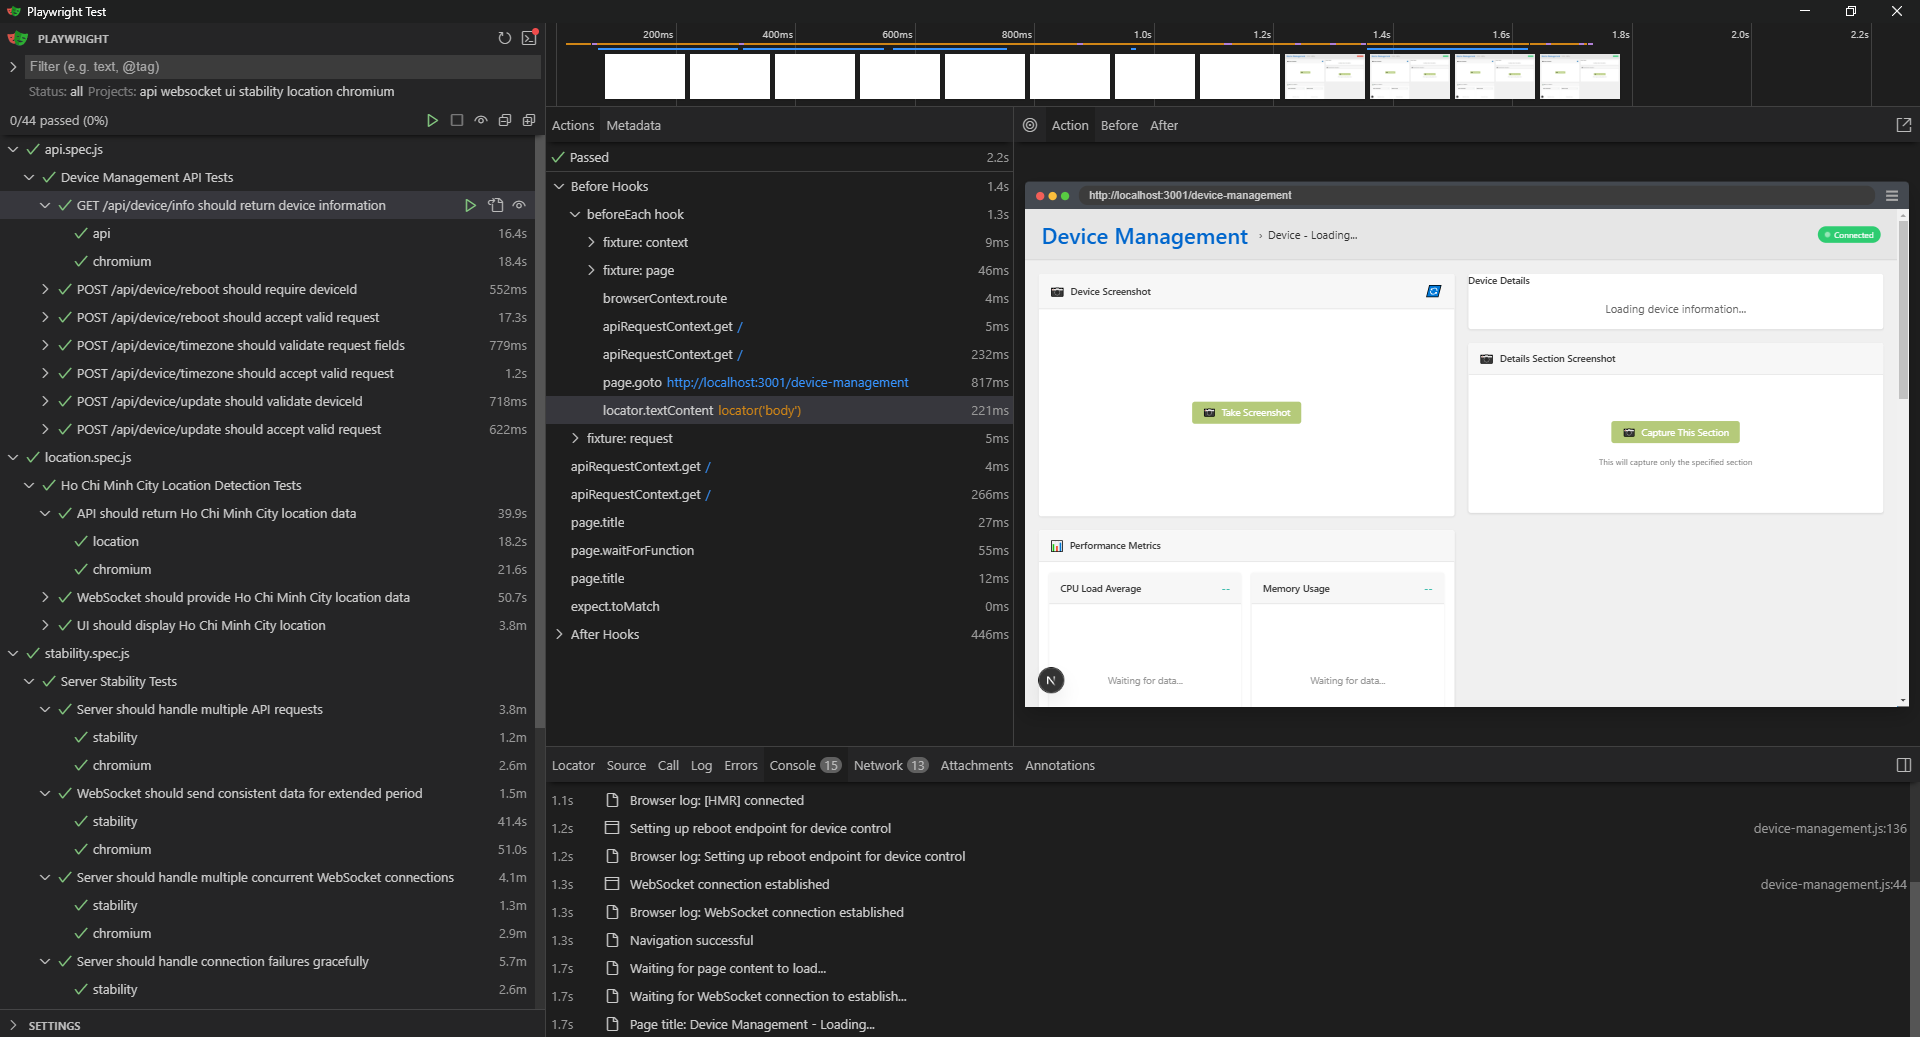 Playwright Test
PLAYWRIGHT
Filter (e.g. text, @tag)
Status: all Projects: api websocket ui stability location chromium
0/44 passed (0%)
api.spec.js
Device Management API Tests
GET /api/device/info should return device information
api 16.4s
chromium 18.4s
POST /api/device/reboot should require deviceId 552ms
POST /api/device/reboot should accept valid request 17.3s
POST /api/device/timezone should validate request fields 779ms
POST /api/device/timezone should accept valid request 1.2s
POST /api/device/update should validate deviceId 718ms
POST /api/device/update should accept valid request 622ms
location.spec.js
Ho Chi Minh City Location Detection Tests
API should return Ho Chi Minh City location data 39.9s
location 18.2s
chromium 21.6s
WebSocket should provide Ho Chi Minh City location data 50.7s
UI should display Ho Chi Minh City location 3.8m
stability.spec.js
Server Stability Tests
Server should handle multiple API requests 3.8m
stability 1.2m
chromium 2.6m
WebSocket should send consistent data for extended period 1.5m
stability 41.4s
chromium 51.0s
Server should handle multiple concurrent WebSocket connections 4.1m
stability 1.3m
chromium 2.9m
Server should handle connection failures gracefully 5.7m
stability 2.6m
SETTINGS
200ms 400ms 600ms 800ms 1.0s 1.2s 1.4s 1.6s 1.8s 2.0s 2.2s
Actions Metadata
Passed 2.2s
Before Hooks 1.4s
beforeEach hook 1.3s
fixture: context 9ms
fixture: page 46ms
browserContext.route 4ms
apiRequestContext.get / 5ms
apiRequestContext.get / 232ms
page.goto http://localhost:3001/device-management 817ms
locator.textContent locator('body') 221ms
fixture: request 5ms
apiRequestContext.get / 4ms
apiRequestContext.get / 266ms
page.title 27ms
page.waitForFunction 55ms
page.title 12ms
expect.toMatch 0ms
After Hooks 446ms
Action Before After
http://localhost:3001/device-management
Device Management › Device - Loading...
Connected
Device Screenshot
Take Screenshot
Device Details
Loading device information...
Details Section Screenshot
Capture This Section
This will capture only the specified section
Performance Metrics
CPU Load Average --
Memory Usage --
Waiting for data...
Waiting for data...
N
Locator Source Call Log Errors Console 15 Network 13 Attachments Annotations
1.1s Browser log: [HMR] connected
1.2s Setting up reboot endpoint for device control device-management.js:136
1.2s Browser log: Setting up reboot endpoint for device control
1.3s WebSocket connection established device-management.js:44
1.3s Browser log: WebSocket connection established
1.3s Navigation successful
1.7s Waiting for page content to load...
1.7s Waiting for WebSocket connection to establish...
1.7s Page title: Device Management - Loading...